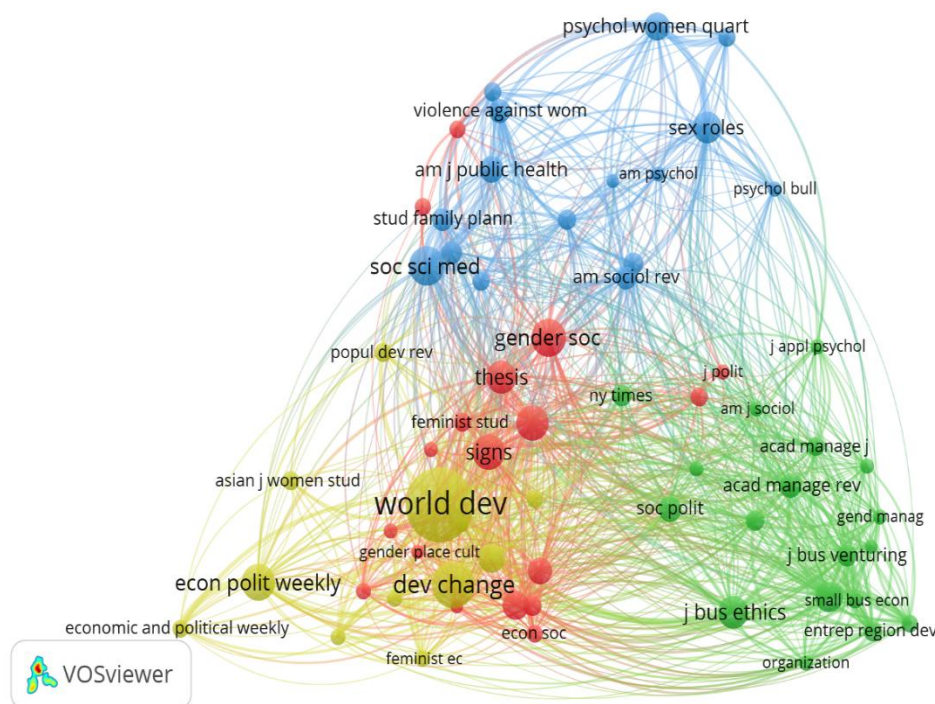 psychol women quart
violence against wom
sex roles
am j public health
am psychol
psychol bull
stud family plann
soc sci med
am sociol rev
gender soc
popul dev rev
j appl psychol
thesis
j polit
ny times
am j sociol
feminist stud
signs
acad manage j
asian j women stud
acad manage rev
world dev
soc polit
gend manag
gender place cult
j bus venturing
econ polit weekly
dev change
small bus econ
j bus ethics
economic and political weekly
econ soc
entrep region dev
feminist ec
organization
VOSviewer